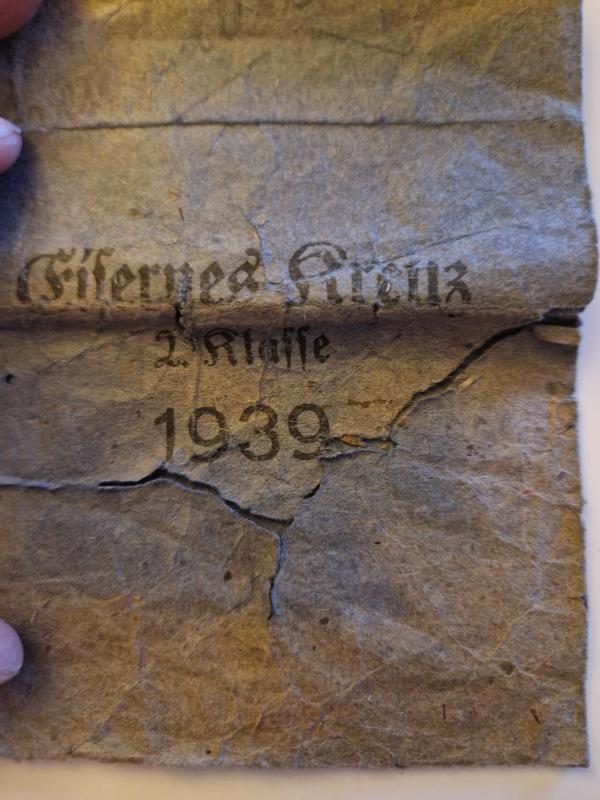 Eisernes Kreuz
2. Klasse
1939